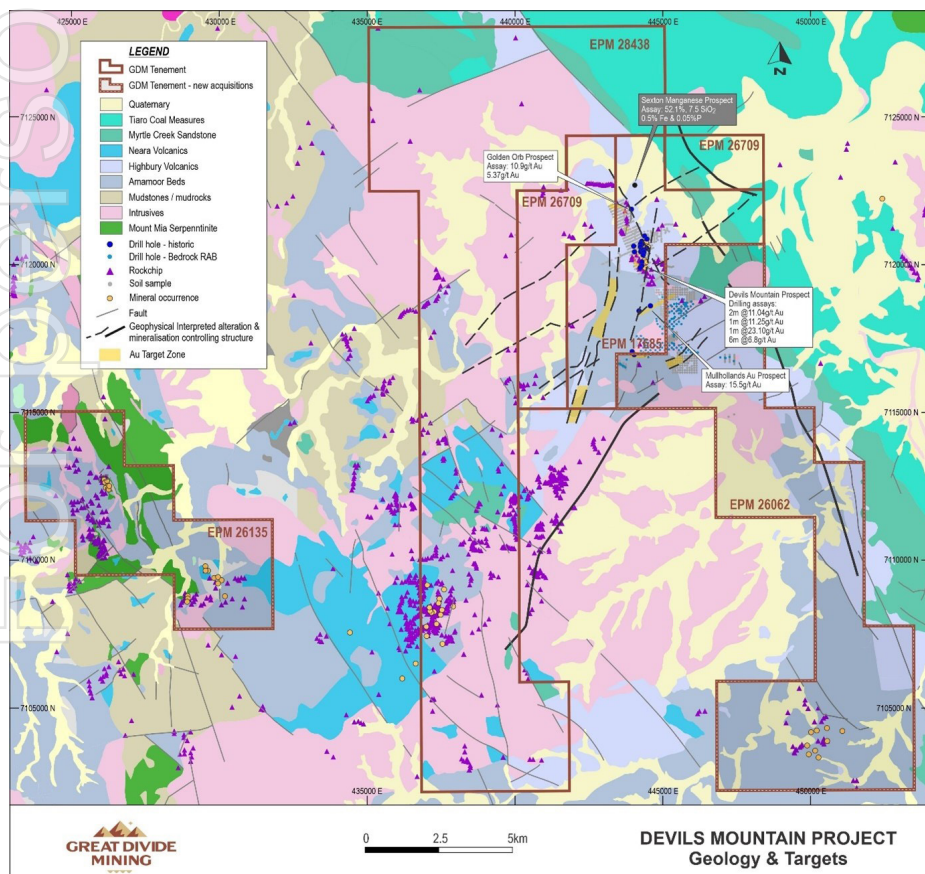 425000 E
430000 E
435000 E
440000 E
445000 E
450000 E
EPM 28438
N
LEGEND
GDM Tenement
GDM Tenement - new acquisitions
Quaternary
Tiaro Coal Measures
Myrtle Creek Sandstone
Neara Volcanics
Highbury Volcanics
Amamoor Beds
Mudstones / mudrocks
Intrusives
Mount Mia Serpenntinite
Drill hole - historic
Drill hole - Bedrock RAB
Rockchip
Soil sample
Mineral occurrence
Fault
Geophysical Interpreted alteration &
mineralisation controlling structure
Au Target Zone
Sexton Manganese Prospect
Assay: 52.1%, 7.5 SiO₂
0.5% Fe & 0.05%P
7125000 N
7125000 N
EPM 26709
Golden Orb Prospect
Assay: 10.9g/t Au
5.37g/t Au
EPM 26709
7120000 N
7120000 N
Devils Mountain Prospect
Drilling assays:
2m @11.04g/t Au
1m @11.25g/t Au
1m @23.10g/t Au
6m @6.8g/t Au
EPM 17685
Mullhollands Au Prospect
Assay: 15.5g/t Au
7115000 N
7115000 N
EPM 26062
EPM 26135
7110000 N
7110000 N
7105000 N
7105000 N
435000 E
440000 E
445000 E
450000 E
GREAT DIVIDE
MINING
0
2.5
5km
DEVILS MOUNTAIN PROJECT
Geology & Targets